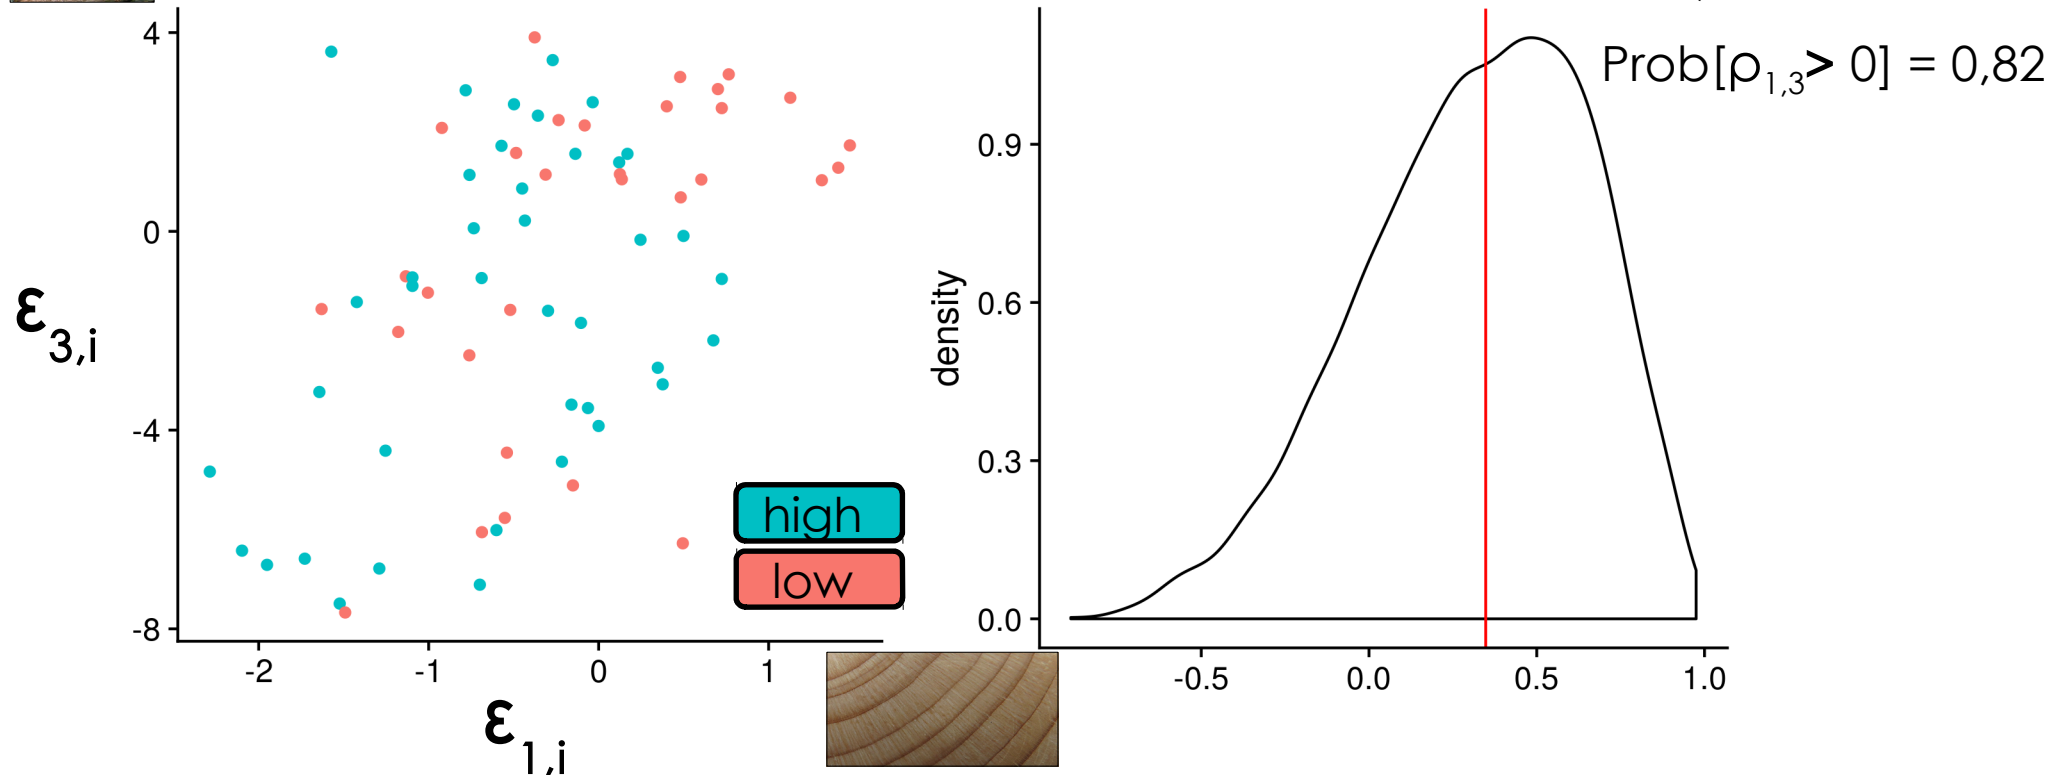 4
0
-4
-8
ε3,i
-2 -1 0 1
ε1,i
high
low
density
0.9
0.6
0.3
0.0
-0.5 0.0 0.5 1.0
Prob[ρ1,3> 0] = 0,82